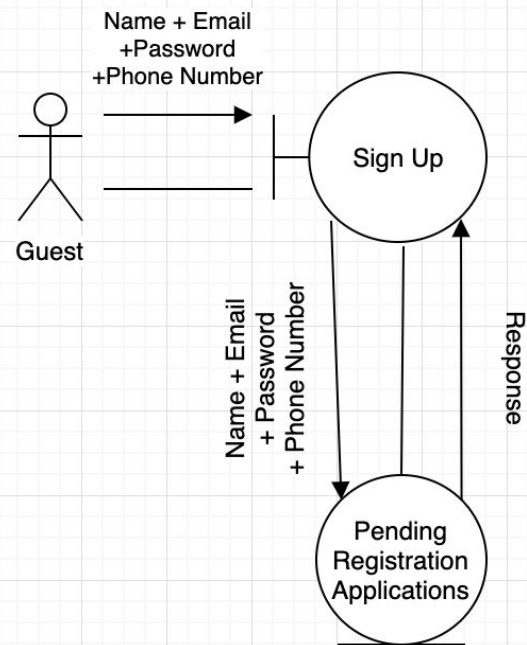 Name + Email
+Password
+Phone Number
Sign Up
Guest
Name + Email
+ Password
+ Phone Number
Response
Pending
Registration
Applications